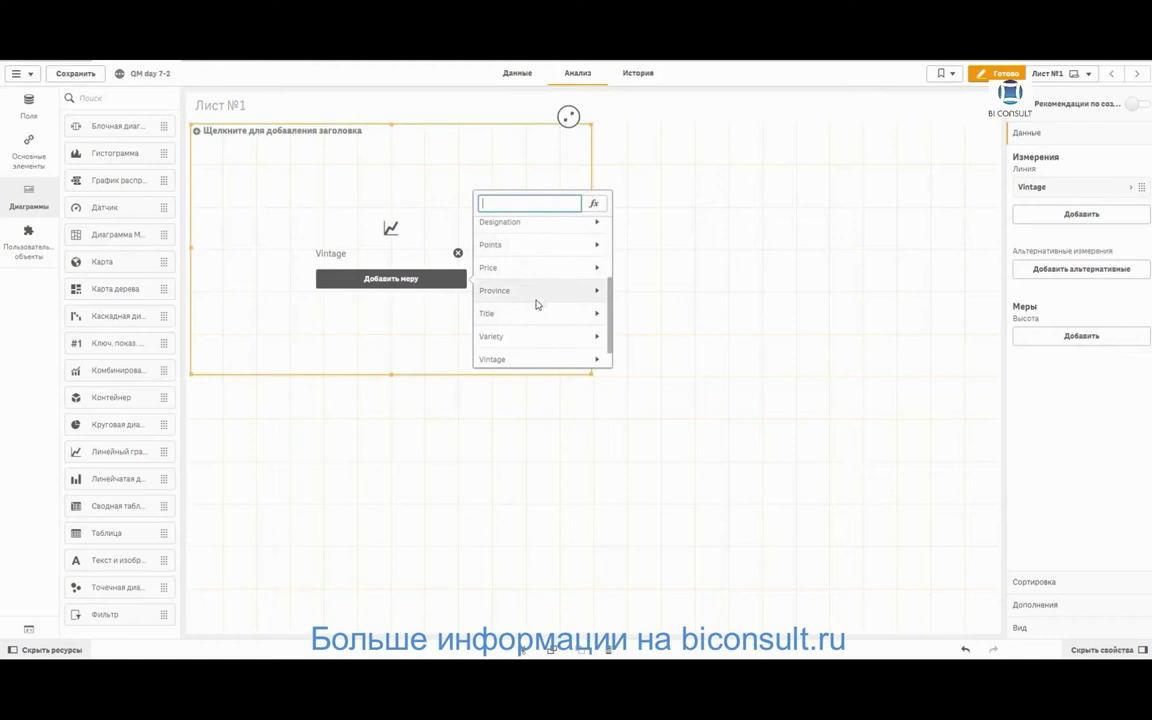 Сохранить
QM day 7-2
Данные
Анализ
История
Готово
Лист №1
BI CONSULT
Рекомендации по соз...
Поля
Основные элементы
Диаграммы
Пользователь... объекты
Поиск
Блочная диаг...
Гистограмма
График распр...
Датчик
Диаграмма М...
Карта
Карта дерева
Каскадная ди...
#1 Ключ. показ. ...
Комбинирова...
Контейнер
Круговая диа...
Линейный гра...
Линейчатая д...
Сводная табл...
Таблица
Текст и изобр...
Точечная диа...
Фильтр
Лист №1
Щелкните для добавления заголовка
Vintage
Добавить меру
fx
Designation
Points
Price
Province
Title
Variety
Vintage
Данные
Измерения
Линия
Vintage
Добавить
Альтернативные измерения
Добавить альтернативные
Меры
Высота
Добавить
Сортировка
Дополнения
Вид
Скрыть ресурсы
Скрыть свойства
Больше информации на biconsult.ru